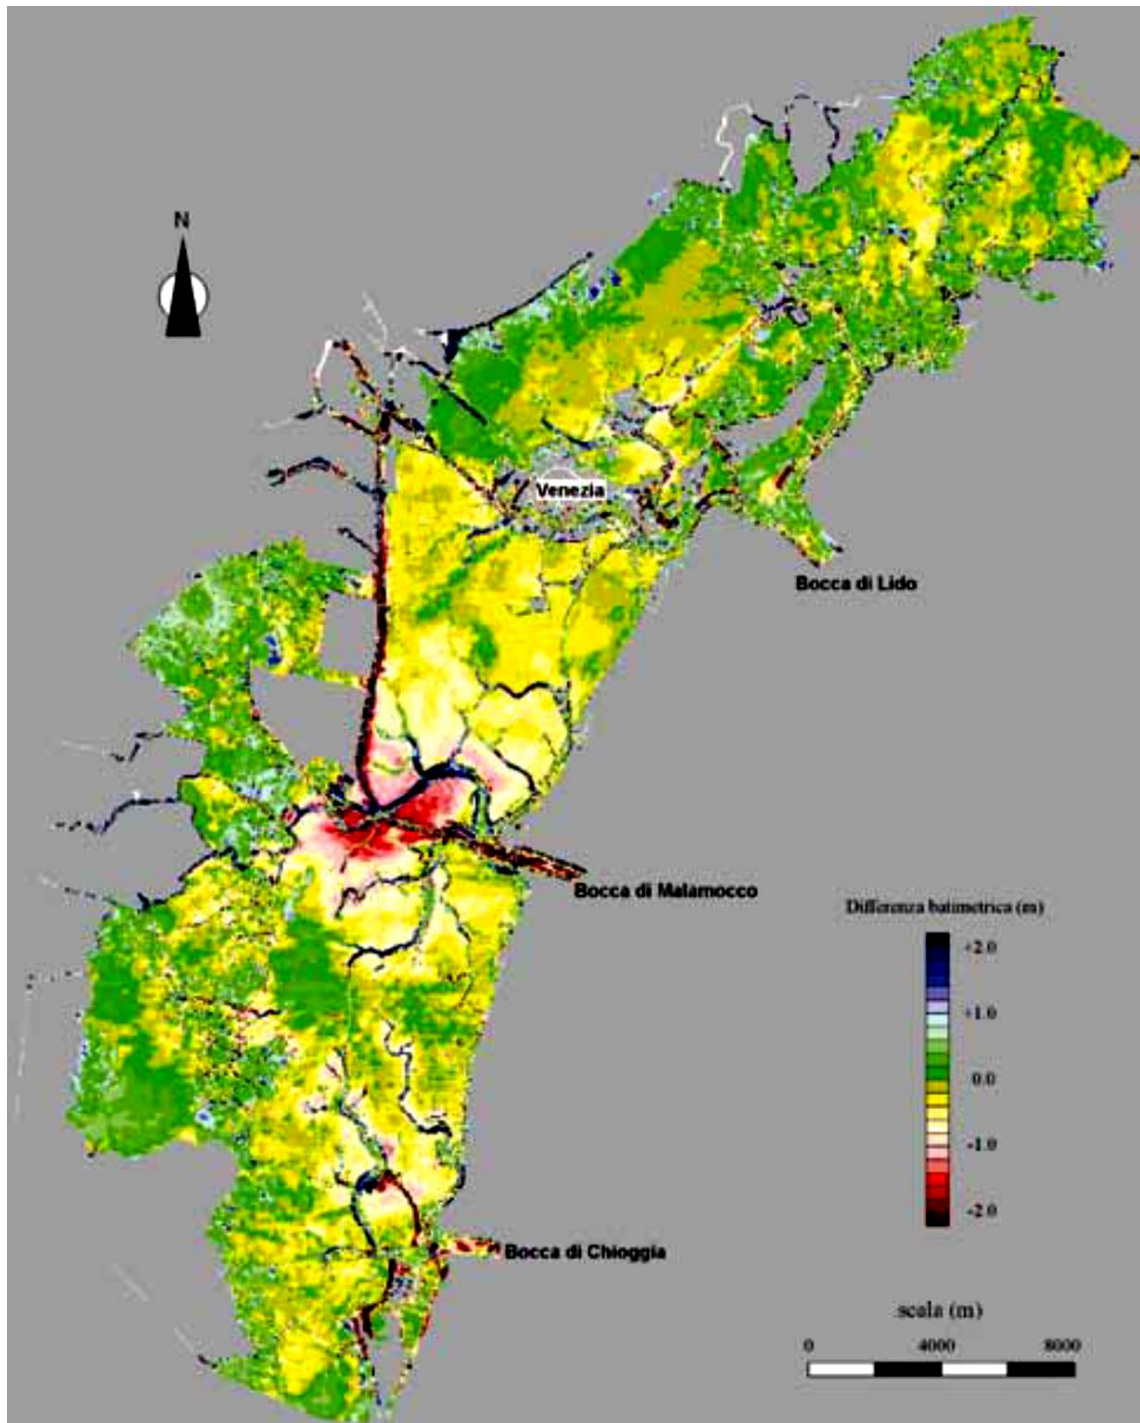 N
Venezia
Bocca di Lido
Bocca di Malamocco
Differenza batimetrica (m)
+2.0
+1.0
0.0
-1.0
-2.0
Bocca di Chioggia
scala (m)
0 4000 8000